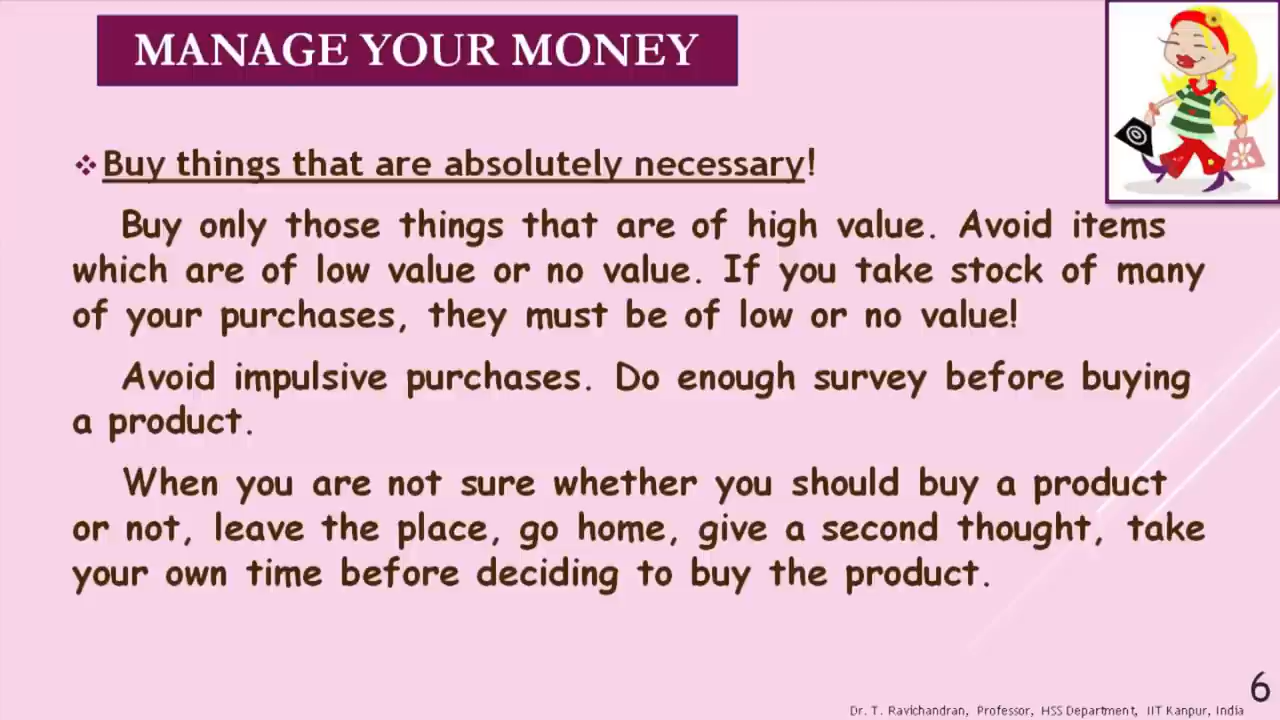 MANAGE YOUR MONEY
❖Buy things that are absolutely necessary!
Buy only those things that are of high value. Avoid items
which are of low value or no value. If you take stock of many
of your purchases, they must be of low or no value!
Avoid impulsive purchases. Do enough survey before buying
a product.
When you are not sure whether you should buy a product
or not, leave the place, go home, give a second thought, take
your own time before deciding to buy the product.
6
Dr. T. Ravichandran, Professor, HSS Department, IIT Kanpur, India